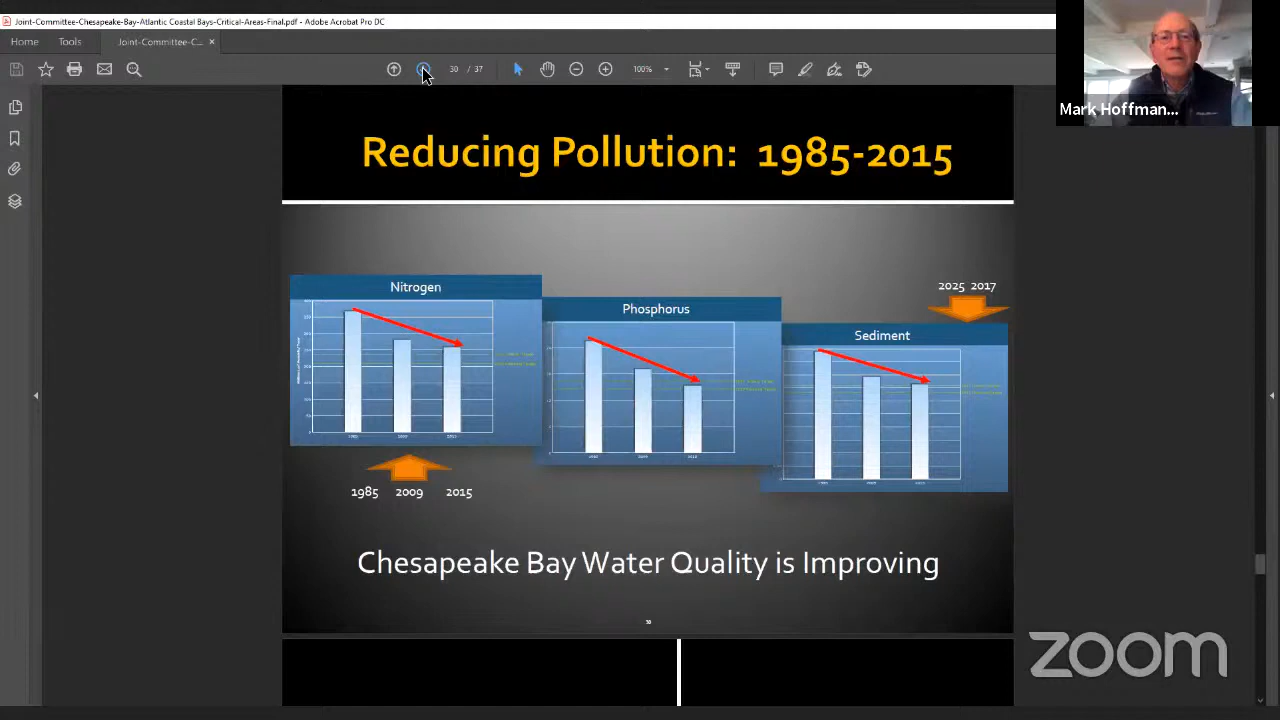 Joint-Committee-Chesapeake-Bay-Atlantic Coastal Bays-Critical-Areas-Final.pdf - Adobe Acrobat Pro DC
Home
Tools
Joint-Committee-C... ×
30 / 37
100%
Mark Hoffman...
Reducing Pollution: 1985-2015
2025 2017
Nitrogen
Phosphorus
Sediment
1985 2009 2015
Chesapeake Bay Water Quality is Improving
30
zoom